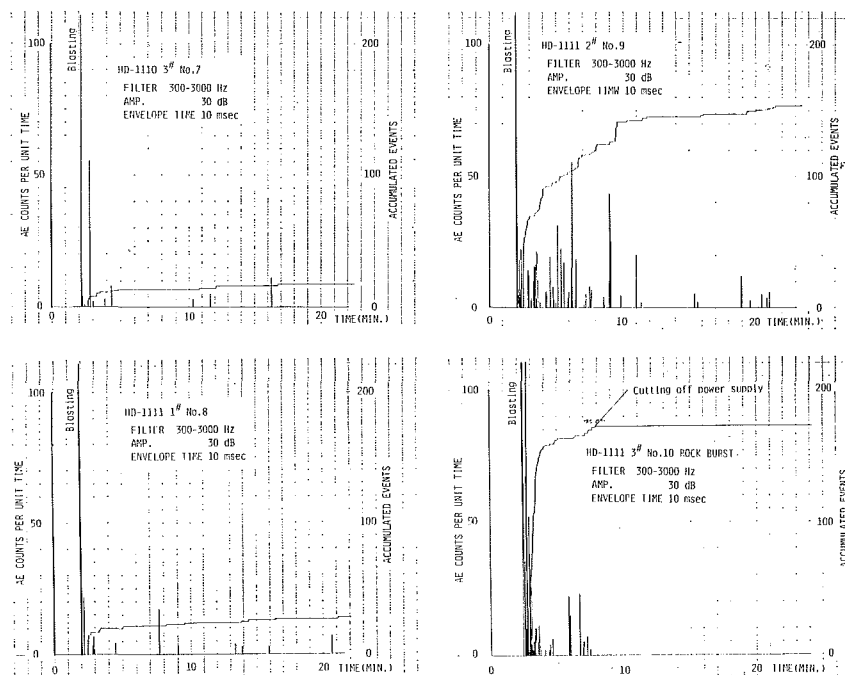 100
200
Blasting
HD-1110 3# No.7
FILTER 300-3000 Hz
AMP. 30 dB
ENVELOPE TIME 10 msec
AE COUNTS PER UNIT TIME
50
100
ACCUMULATED EVENTS
0
0
0
10
20
TIME(MIN.)
100
200
Blasting
HD-1111 2# No.9
FILTER 300-3000 Hz
AMP. 30 dB
ENVELOPE TIMW 10 msec
AE COUNTS PER UNIT TIME
50
100
ACCUMULATED EVENTS
0
0
0
10
20
TIME(MIN.)
100
200
Blasting
HD-1111 1# No.8
FILTER 300-3000 Hz
AMP. 30 dB
ENVELOPE TIME 10 msec
AE COUNTS PER UNIT TIME
50
100
ACCUMULATED EVENTS
0
0
0
10
20
TIME(MIN.)
100
200
Blasting
Cutting off power supply
HD-1111 3# No.10 ROCK BURST
FILTER 300-3000 Hz
AMP. 30 dB
ENVELOPE TIME 10 msec
AE COUNTS PER UNIT TIME
50
100
ACCUMULATED EVENTS
0
0
0
10
20
TIME(MIN.)